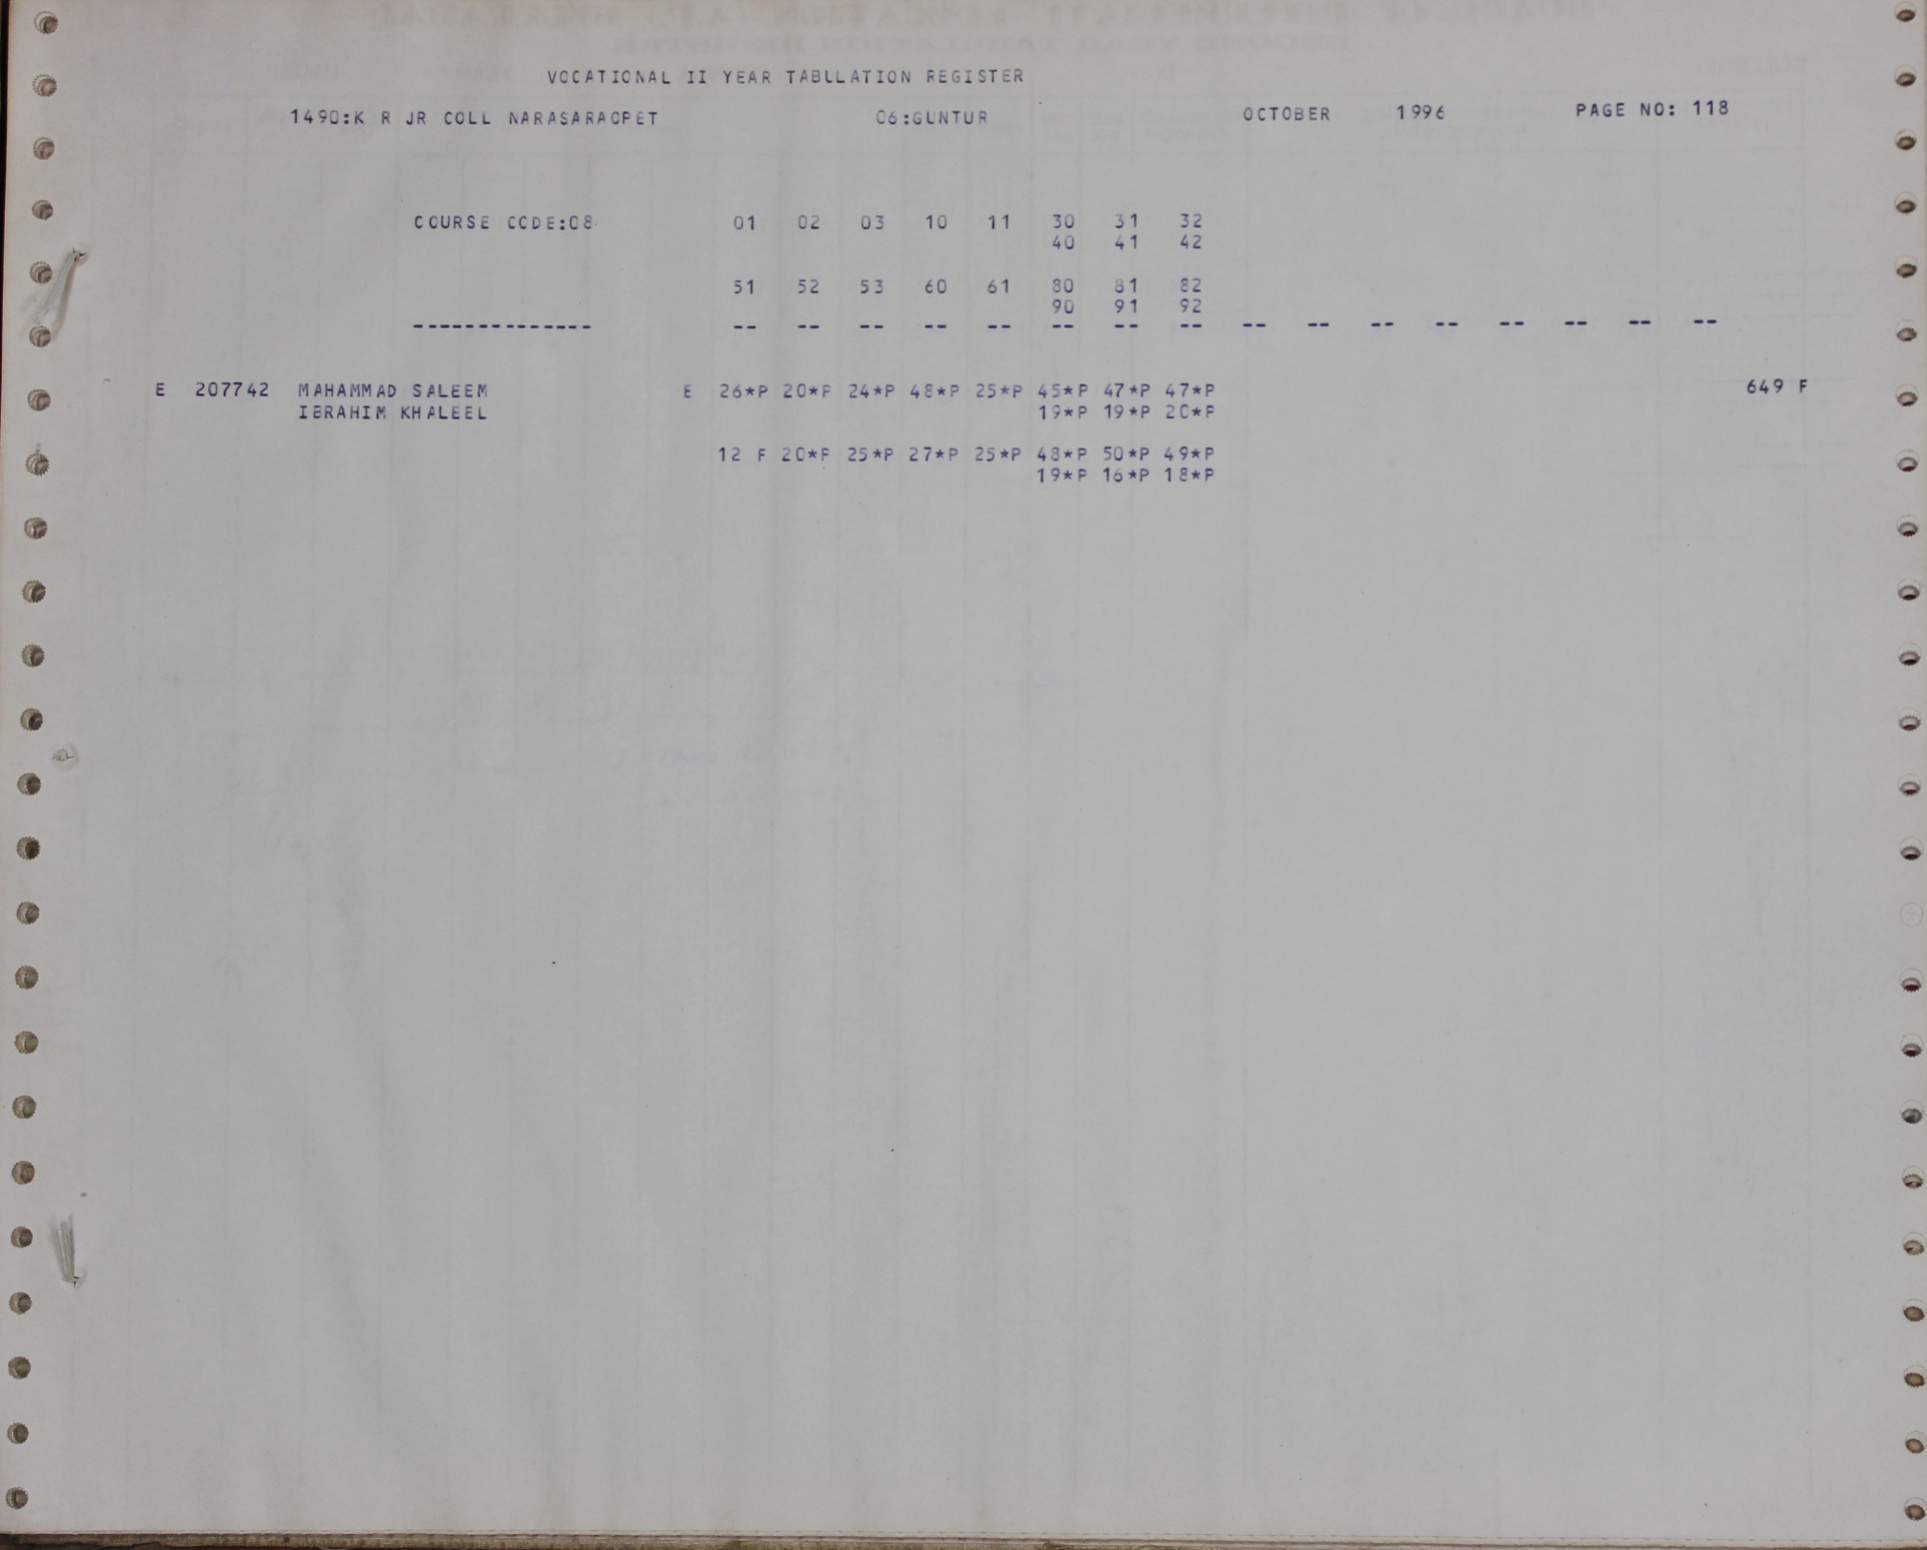 VOCATIONAL II YEAR TABULATION REGISTER
1490:K R JR COLL NARASARAOPET 06:GUNTUR OCTOBER 1996 PAGE NO: 118
COURSE CODE:08 01 02 03 10 11 30 31 32
40 41 42
51 52 53 60 61 80 81 82
90 91 92
-------------- -- -- -- -- -- -- -- -- -- -- -- -- -- -- -- --
E 207742 MAHAMMAD SALEEM E 26*P 20*P 24*P 48*P 25*P 45*P 47*P 47*P 649 F
IBRAHIM KHALEEL 19*P 19*P 20*P
12 F 20*P 25*P 27*P 25*P 48*P 50*P 49*P
19*P 16*P 18*P